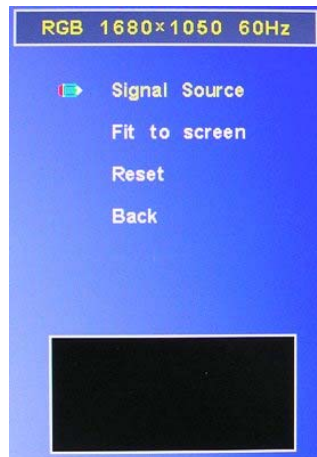 RGB 1680×1050 60Hz
Signal Source
Fit to screen
Reset
Back